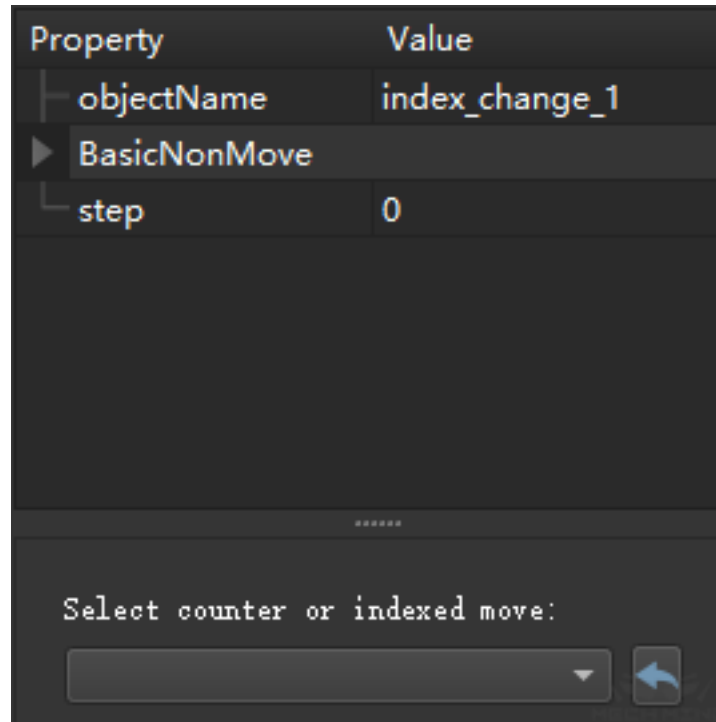 Property Value
objectName index_change_1
BasicNonMove
step 0
Select counter or indexed move: